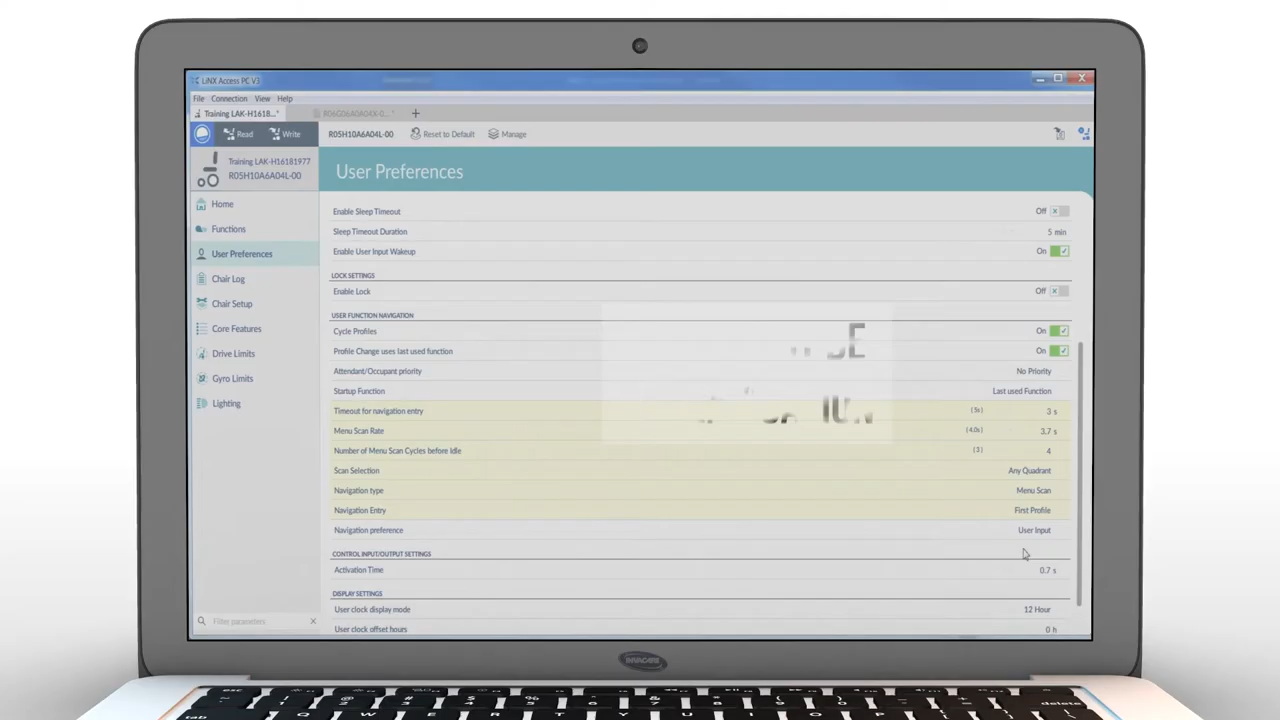 LiNX Access PC V3
File Connection View Help
Training LAK-H1618...*
Read Write R05H10A6A04L-00 Reset to Default Manage
Training LAK-H16181977
R05H10A6A04L-00
User Preferences
Home
Functions
User Preferences
Chair Log
Chair Setup
Core Features
Drive Limits
Gyro Limits
Lighting
Filter parameters
Enable Sleep Timeout Off
Sleep Timeout Duration 5 min
Enable User Input Wakeup On
LOCK SETTINGS
Enable Lock Off
USER FUNCTION NAVIGATION
Cycle Profiles On
Profile Change uses last used function On
Attendant/Occupant priority No Priority
Startup Function Last used Function
Timeout for navigation entry (5s) 3 s
Menu Scan Rate (4.0s) 3.7 s
Number of Menu Scan Cycles before Idle (3) 4
Scan Selection Any Quadrant
Navigation type Menu Scan
Navigation Entry First Profile
Navigation preference User Input
CONTROL INPUT/OUTPUT SETTINGS
Activation Time 0.7 s
DISPLAY SETTINGS
User clock display mode 12 Hour
User clock offset hours 0 h
INVACARE
esc
tab Q W E R T Y U I O P